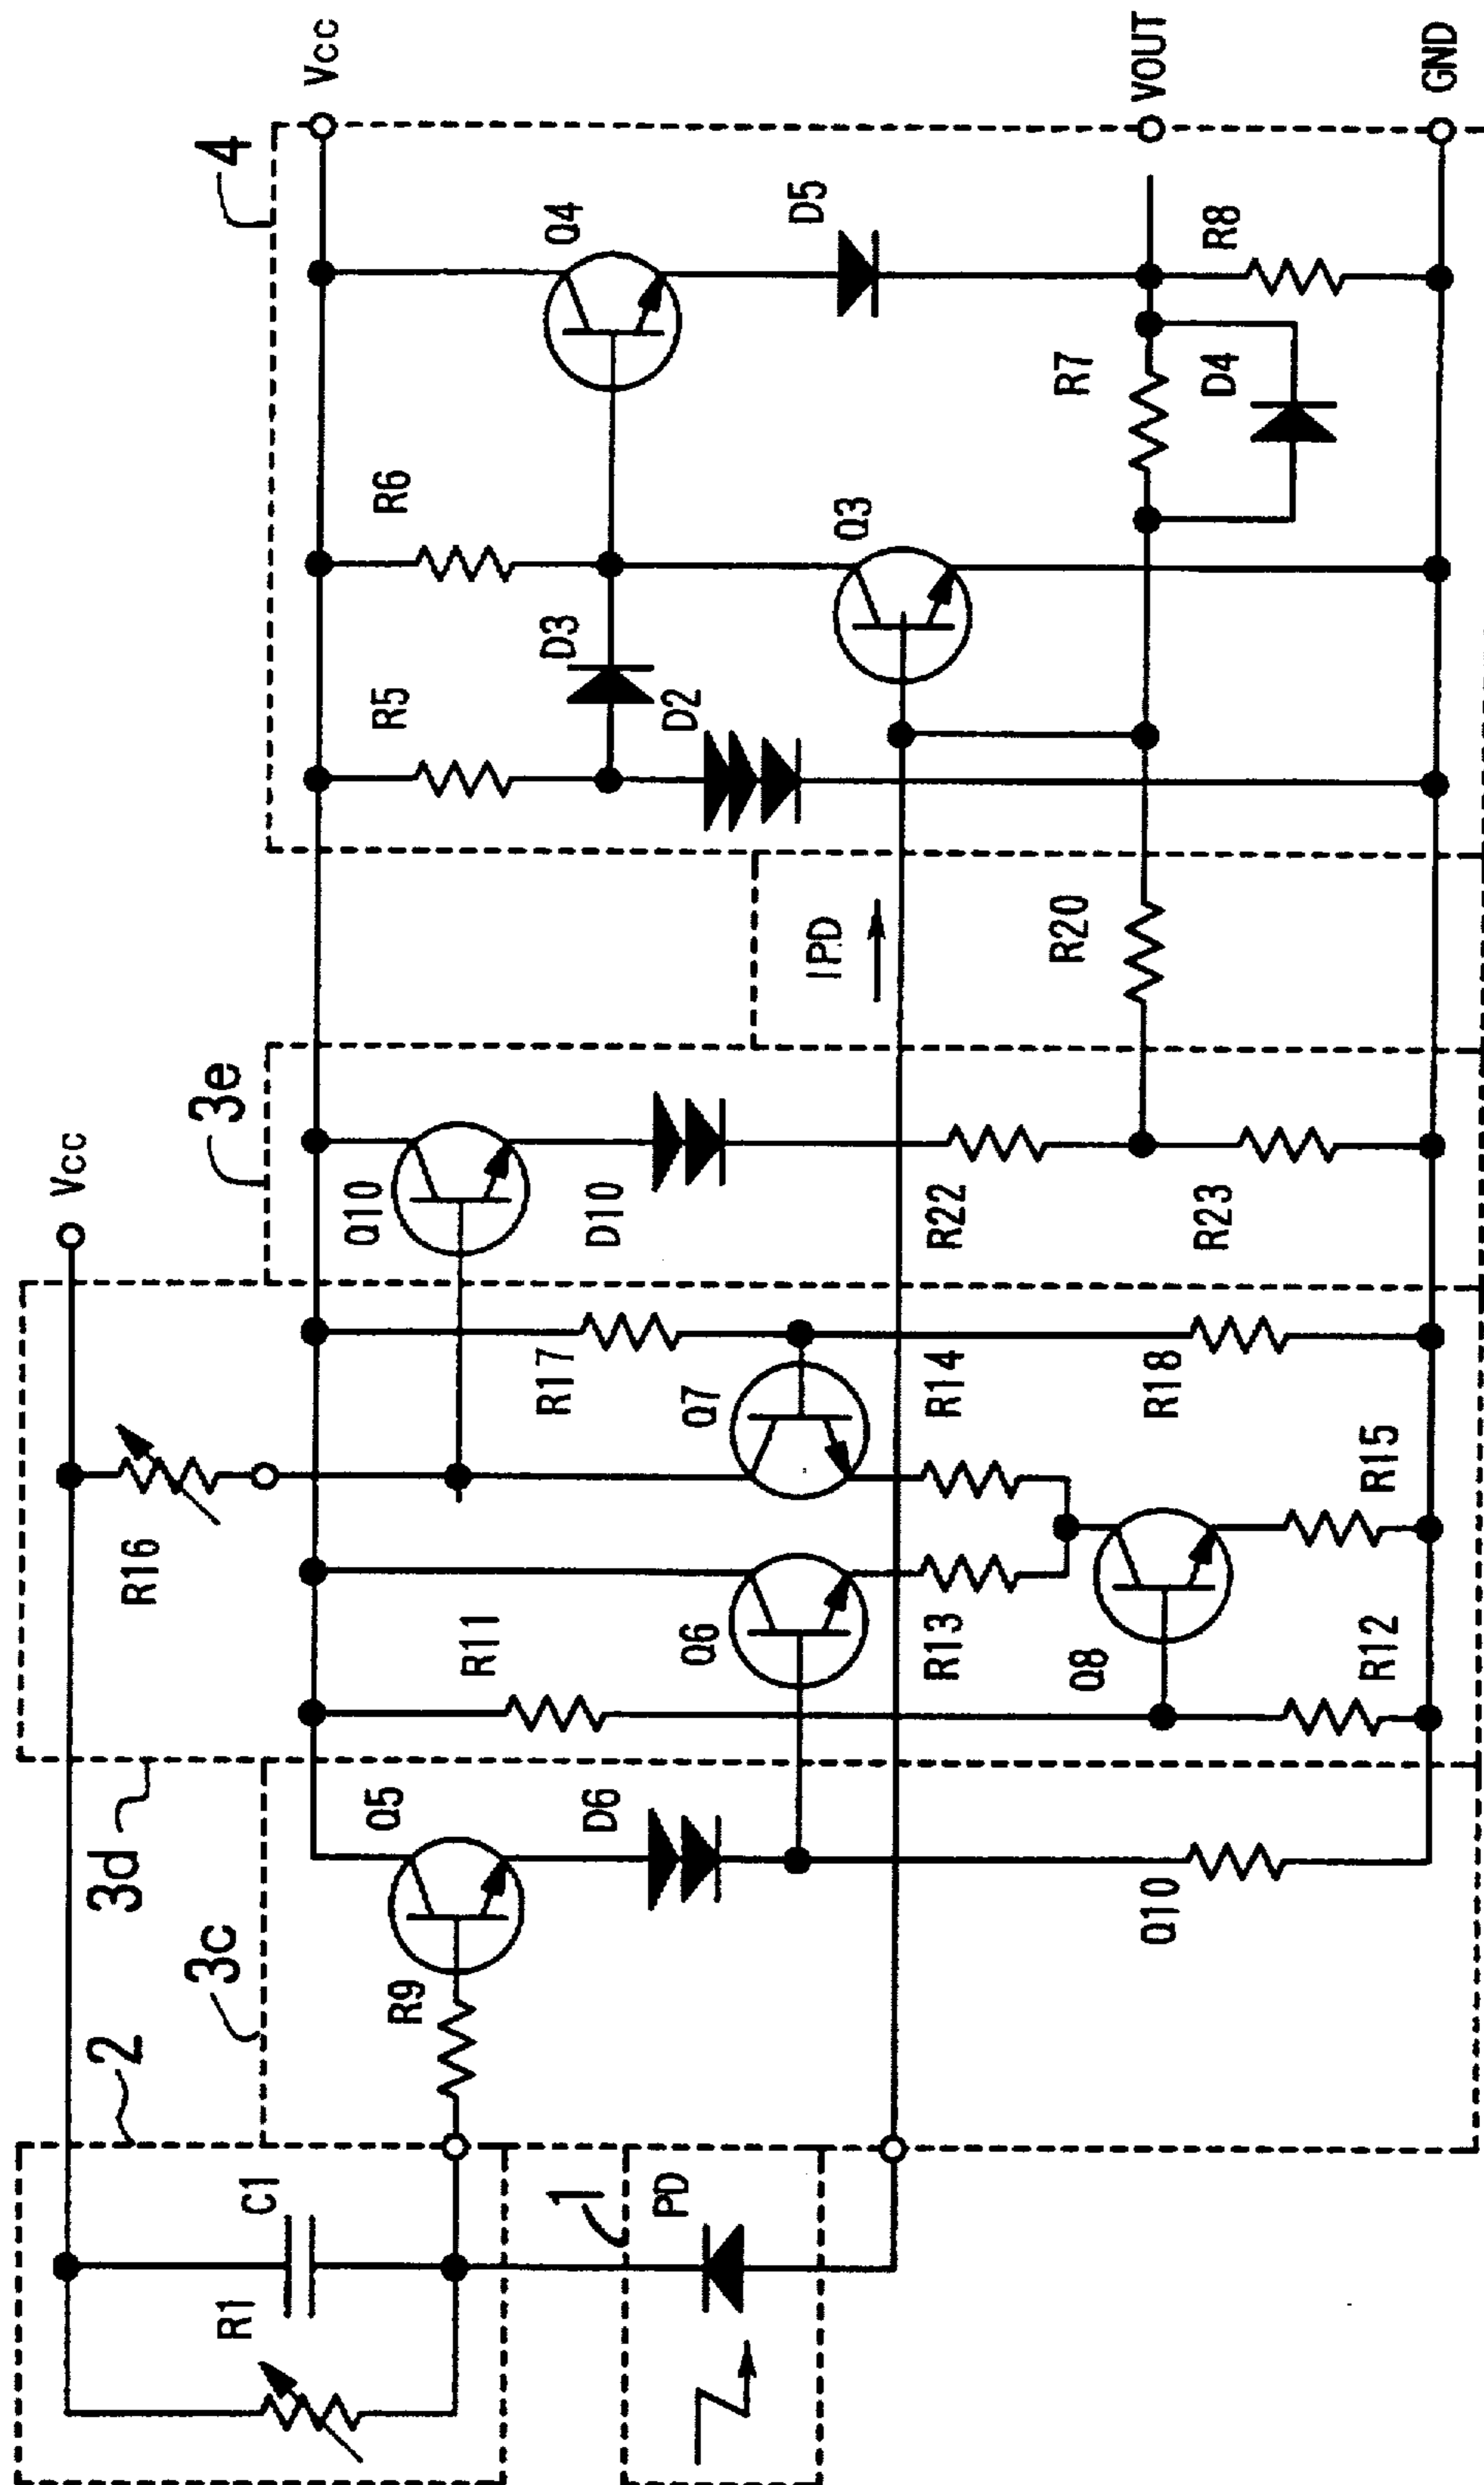 Vcc
VOUT
GND
4
Q4
D5
R8
R7
D4
R6
Q3
D3
R5
D2
IPD
R20
3e
Vcc
Q10
D10
R22
R23
R17
Q7
R14
R18
R16
R15
R11
Q6
R13
Q8
R12
3d
Q5
D6
3c
Q10
R9
2
C1
1
PD
R1